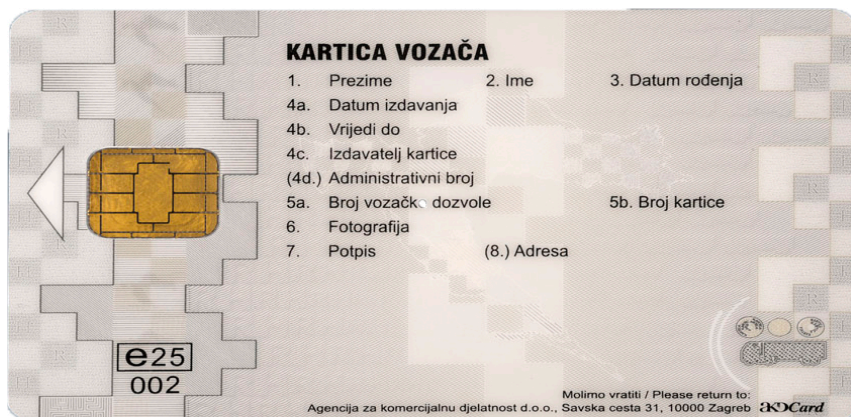 KARTICA VOZAČA
1. Prezime 2. Ime 3. Datum rođenja
4a. Datum izdavanja
4b. Vrijedi do
4c. Izdavatelj kartice
(4d.) Administrativni broj
5a. Broj vozačk dozvole 5b. Broj kartice
6. Fotografija
7. Potpis (8.) Adresa
e25
002
Molimo vratiti / Please return to:
Agencija za komercijalnu djelatnost d.o.o., Savska cesta 31, 10000 Zagreb AKDCard